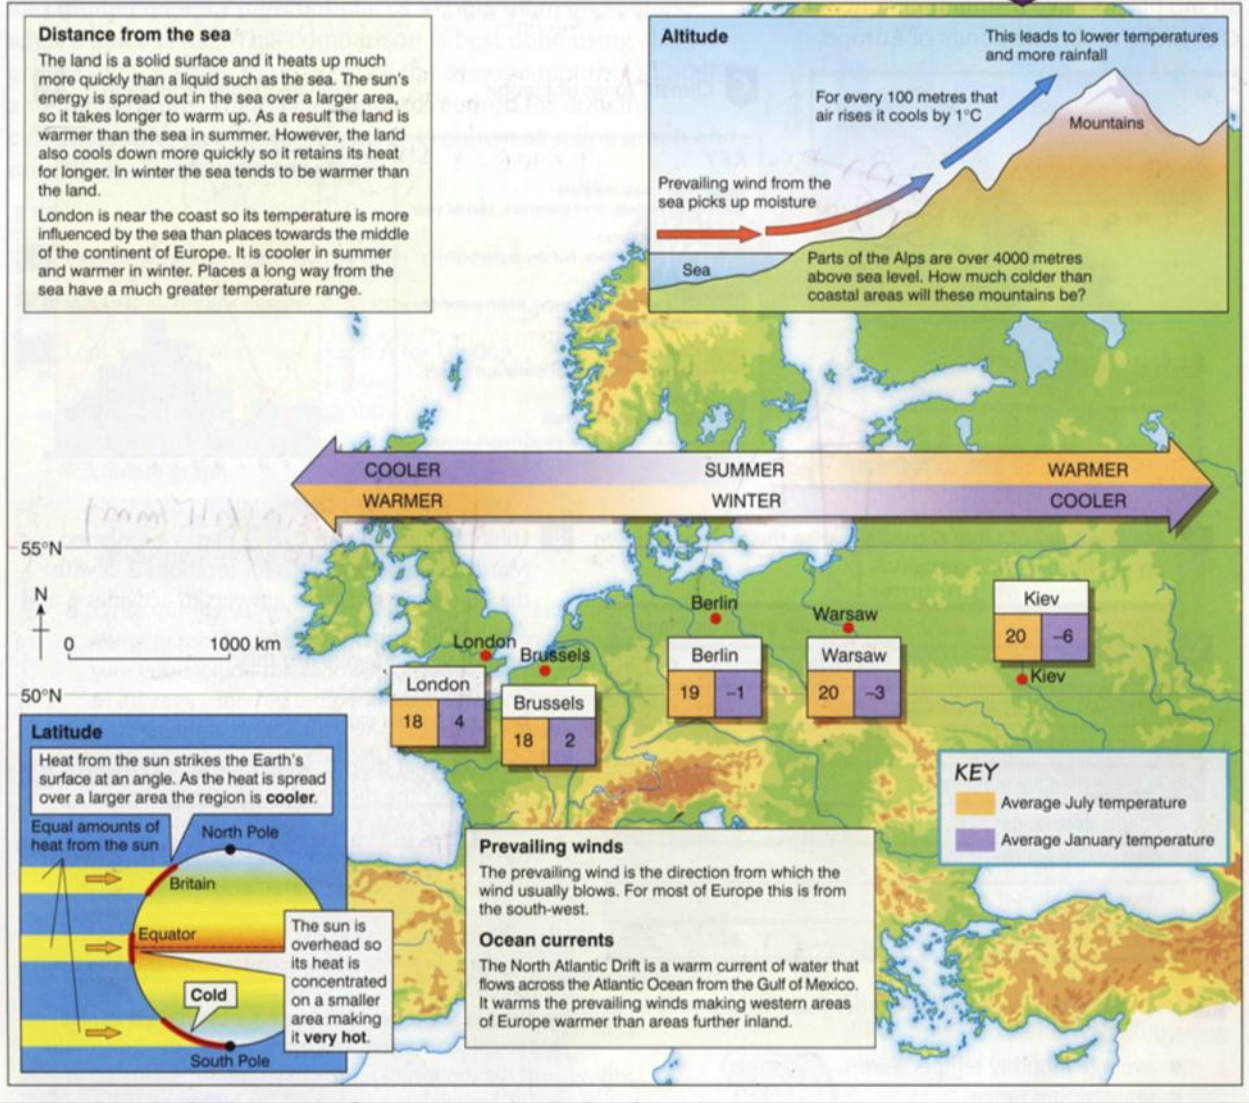 Distance from the sea
The land is a solid surface and it heats up much
more quickly than a liquid such as the sea. The sun's
energy is spread out in the sea over a larger area,
so it takes longer to warm up. As a result the land is
warmer than the sea in summer. However, the land
also cools down more quickly so it retains its heat
for longer. In winter the sea tends to be warmer than
the land.
London is near the coast so its temperature is more
influenced by the sea than places towards the middle
of the continent of Europe. It is cooler in summer
and warmer in winter. Places a long way from the
sea have a much greater temperature range.
Altitude
This leads to lower temperatures
and more rainfall
For every 100 metres that
air rises it cools by 1°C
Mountains
Prevailing wind from the
sea picks up moisture
Sea
Parts of the Alps are over 4000 metres
above sea level. How much colder than
coastal areas will these mountains be?
COOLER SUMMER WARMER
WARMER WINTER COOLER
55°N
N
0 1000 km
50°N
London
Brussels
Berlin
Warsaw
Kiev
London
18 4
Brussels
18 2
Berlin
19 –1
Warsaw
20 –3
Kiev
20 –6
KEY
Average July temperature
Average January temperature
Latitude
Heat from the sun strikes the Earth's
surface at an angle. As the heat is spread
over a larger area the region is cooler.
Equal amounts of
heat from the sun
North Pole
Britain
Equator
The sun is
overhead so
its heat is
concentrated
on a smaller
area making
it very hot.
Cold
South Pole
Prevailing winds
The prevailing wind is the direction from which the
wind usually blows. For most of Europe this is from
the south-west.
Ocean currents
The North Atlantic Drift is a warm current of water that
flows across the Atlantic Ocean from the Gulf of Mexico.
It warms the prevailing winds making western areas
of Europe warmer than areas further inland.